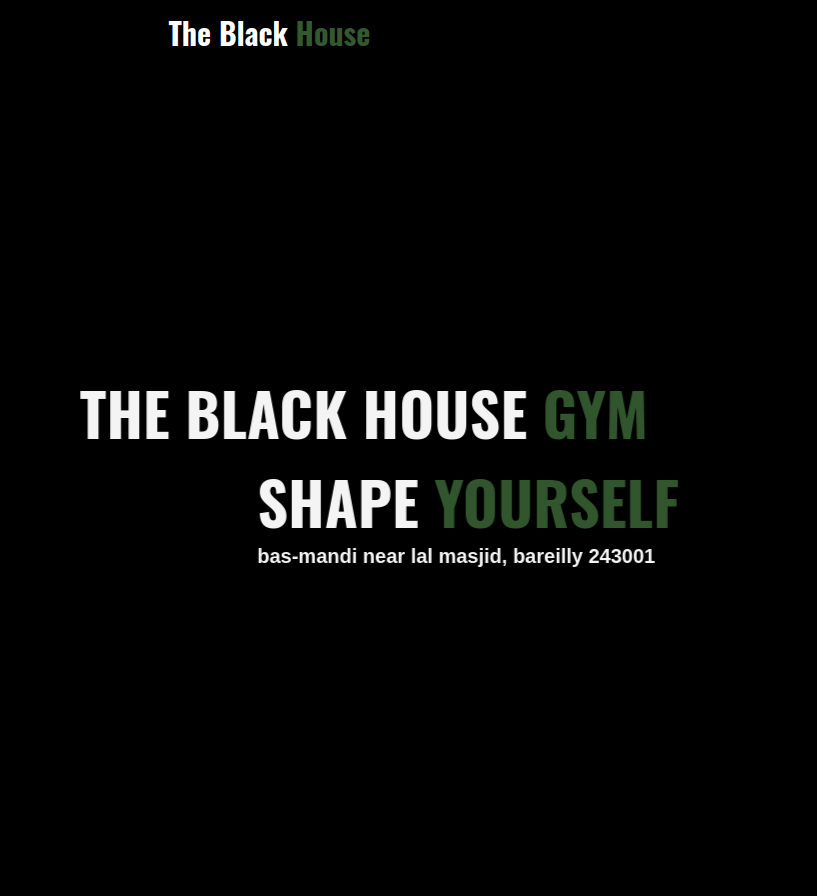 The Black House
THE BLACK HOUSE GYM
SHAPE YOURSELF
bas-mandi near lal masjid, bareilly 243001